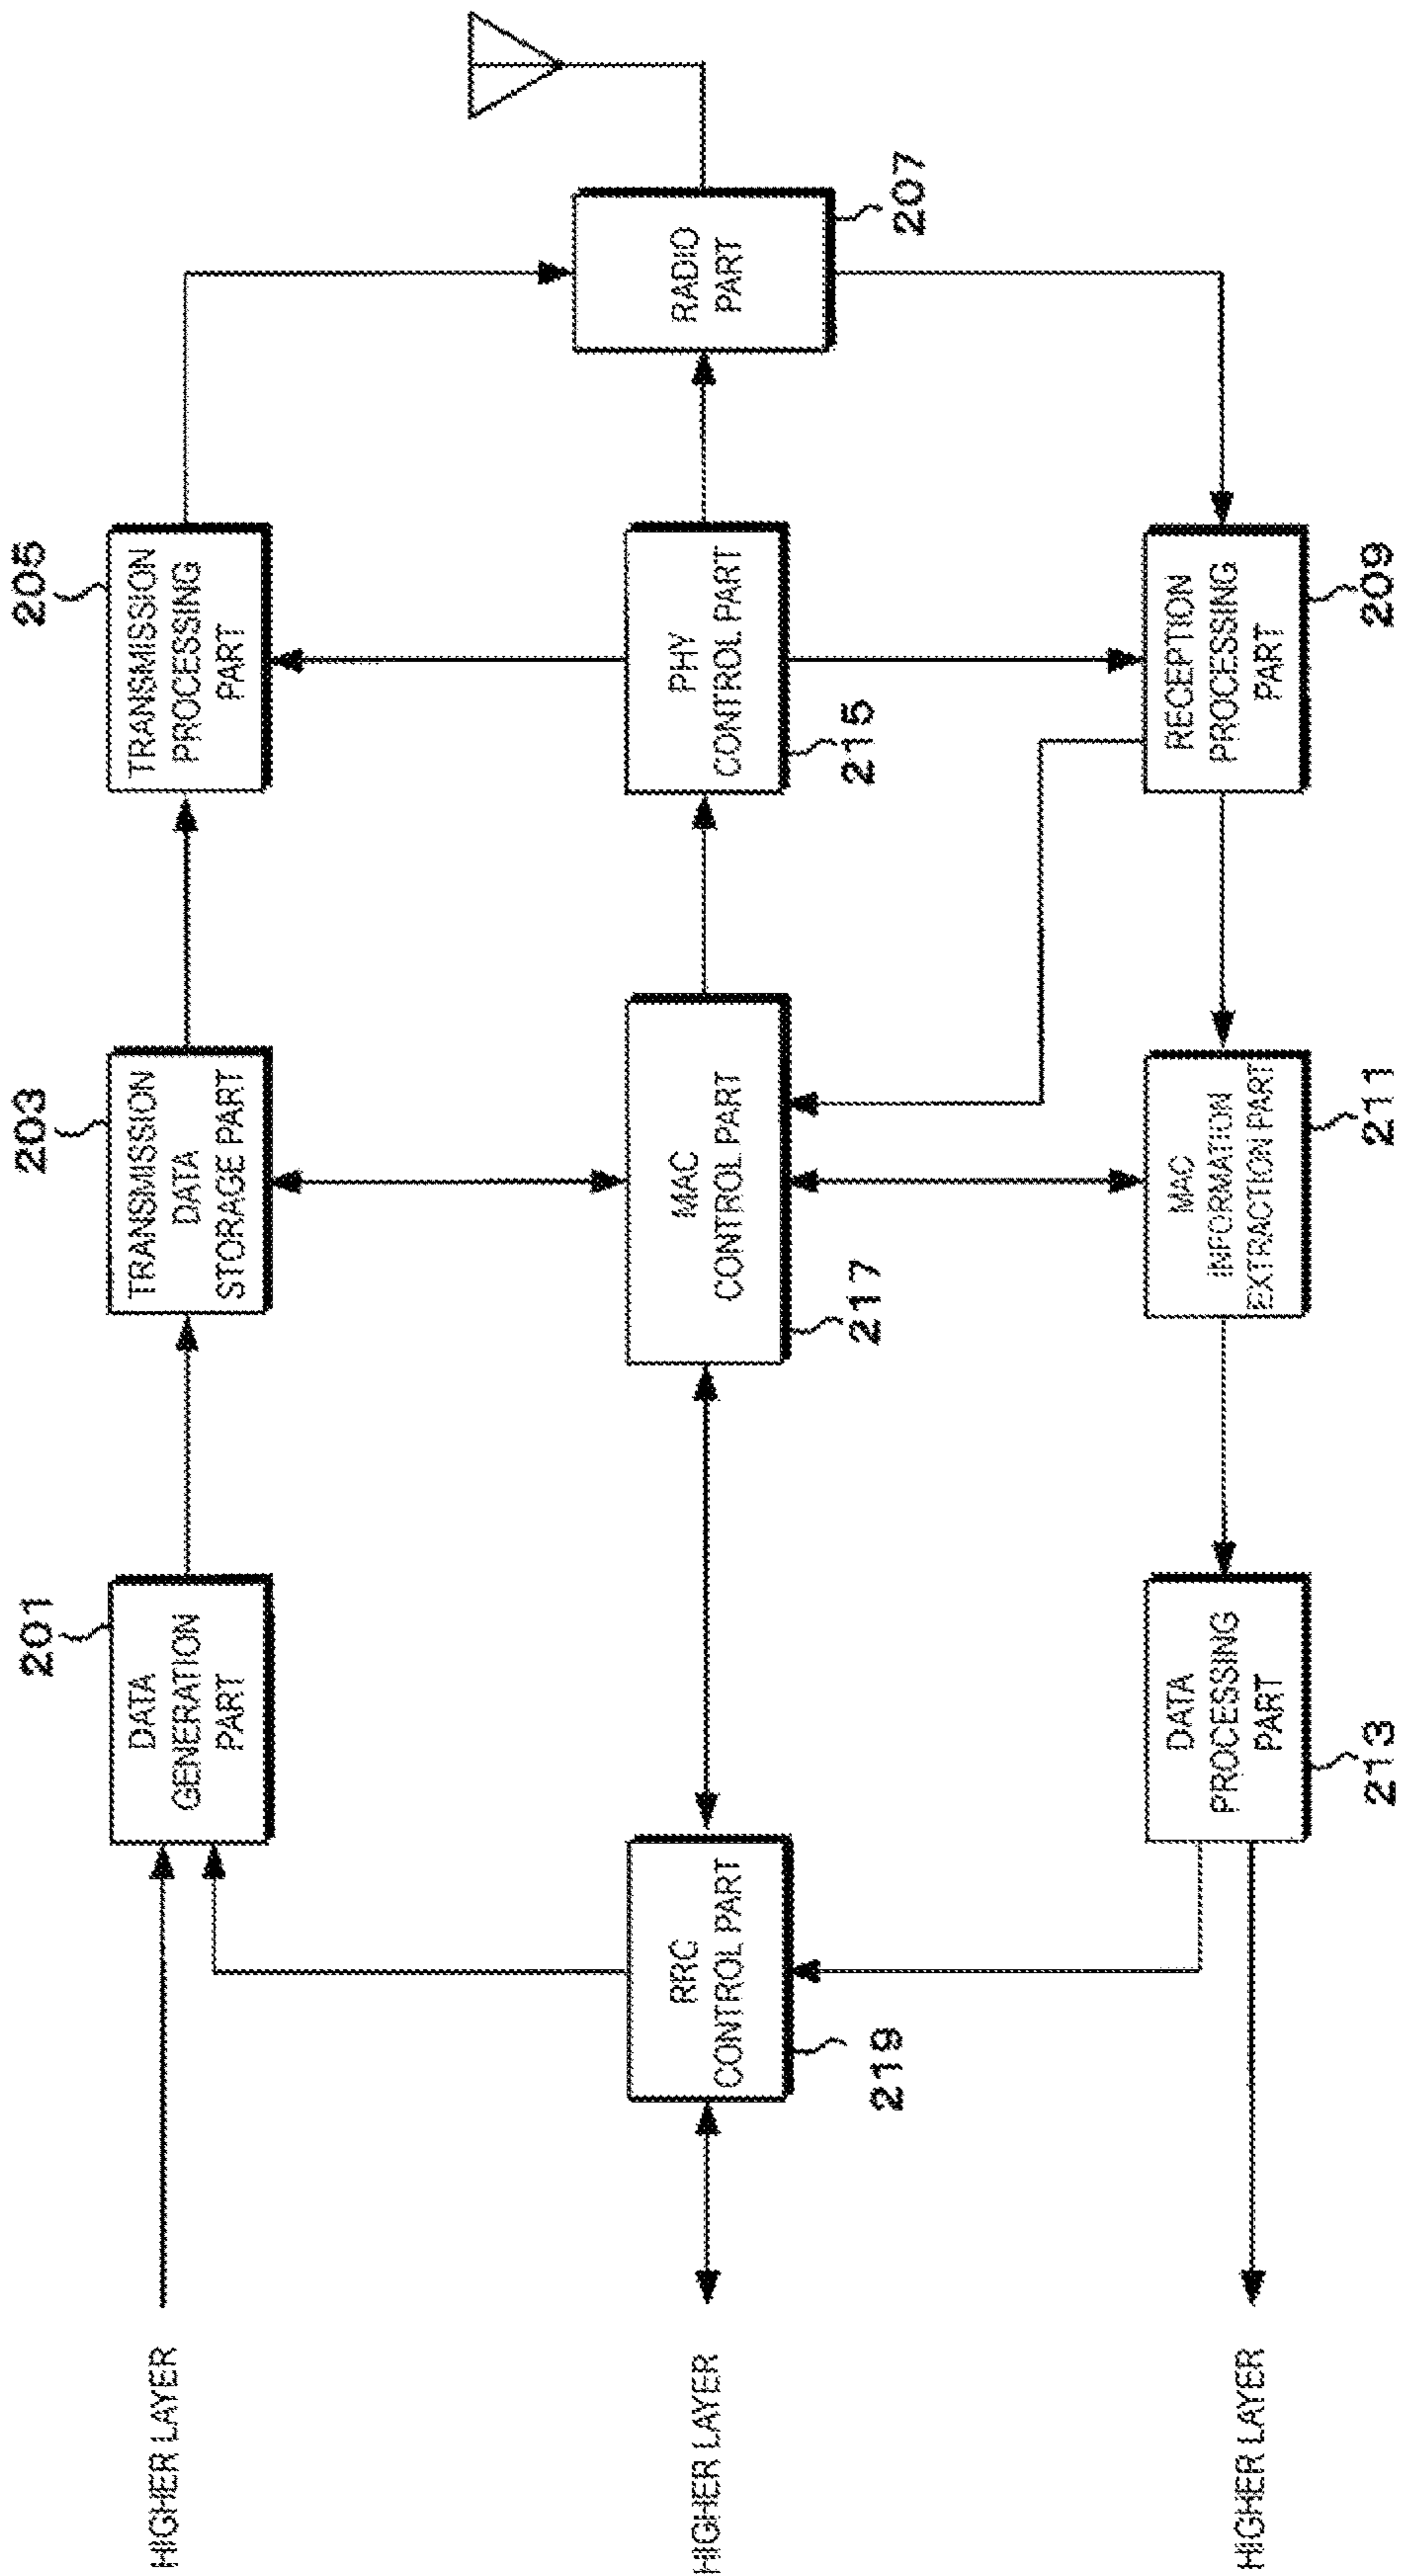 HIGHER LAYER
201
DATA
GENERATION
PART
203
TRANSMISSION
DATA
STORAGE PART
205
TRANSMISSION
PROCESSING
PART
HIGHER LAYER
RRC
CONTROL PART
219
MAC
CONTROL PART
217
PHY
CONTROL PART
215
RADIO
PART
207
HIGHER LAYER
DATA
PROCESSING
PART
213
MAC
INFORMATION
EXTRACTION PART
211
RECEPTION
PROCESSING
PART
209